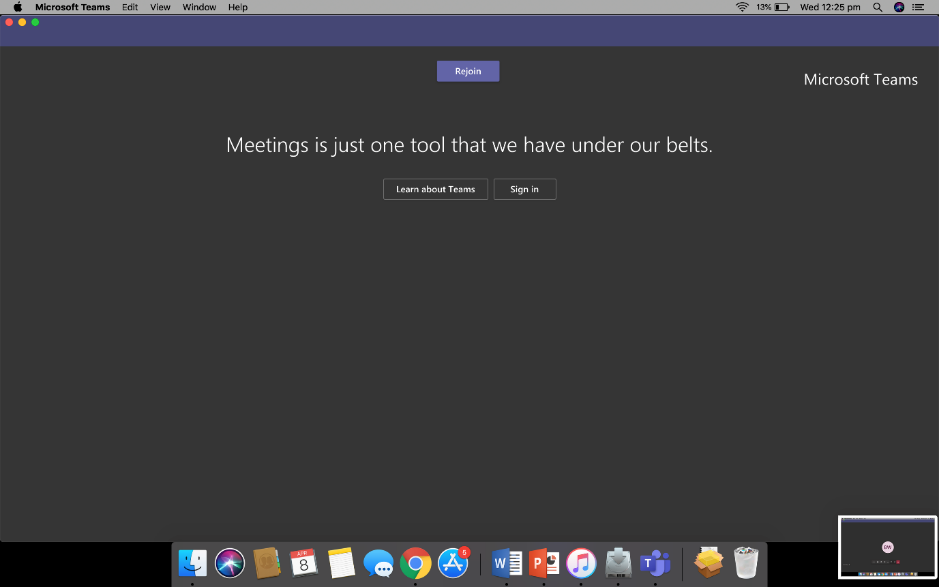 Microsoft Teams Edit View Window Help 13% Wed 12:25 pm
Rejoin
Microsoft Teams
Meetings is just one tool that we have under our belts.
Learn about Teams Sign in
APR
8
5
W P T